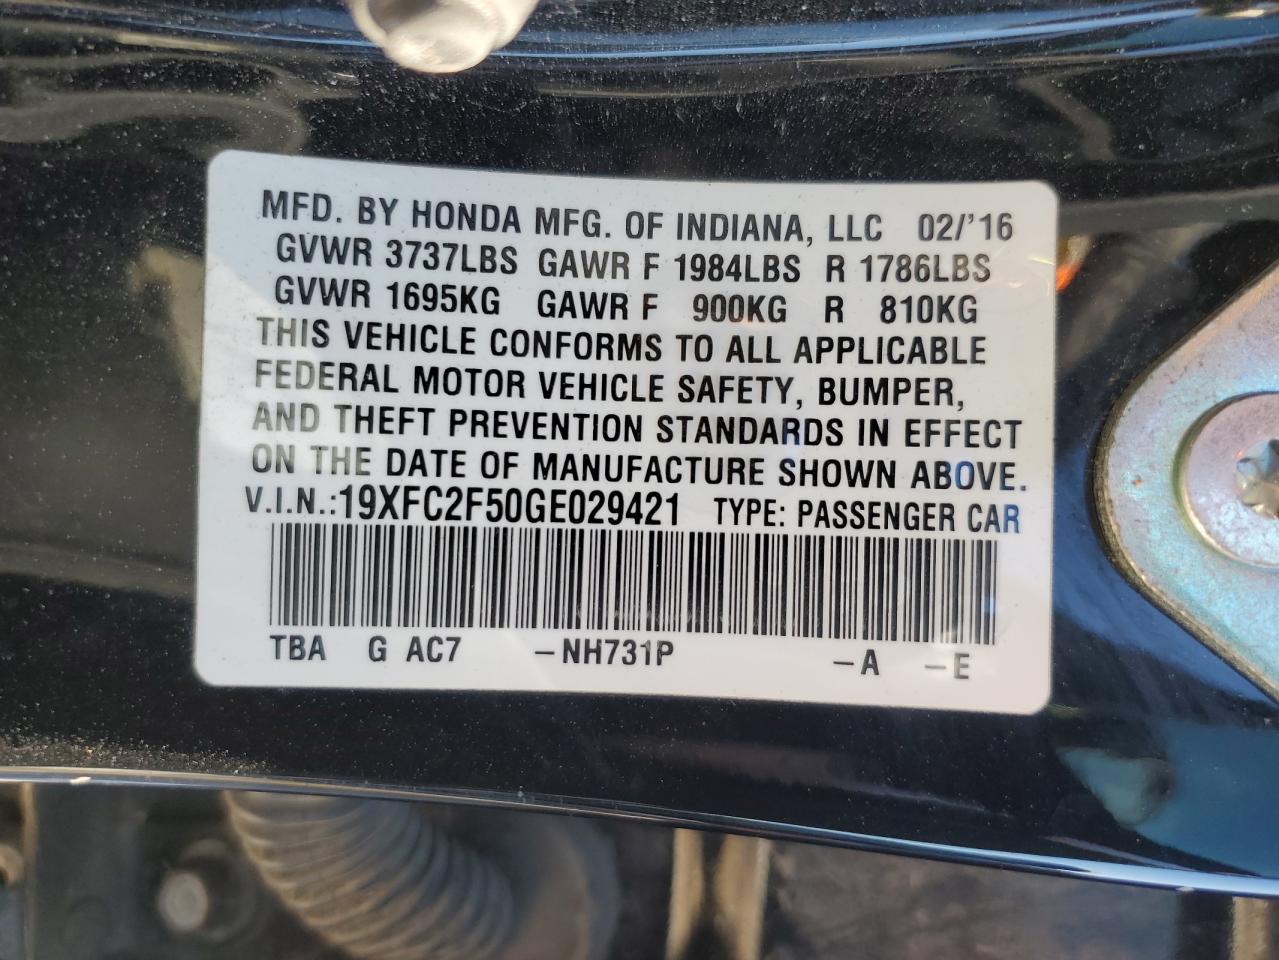 MFD. BY HONDA MFG. OF INDIANA, LLC 02/'16
GVWR 3737LBS GAWR F 1984LBS R 1786LBS
GVWR 1695KG GAWR F 900KG R 810KG
THIS VEHICLE CONFORMS TO ALL APPLICABLE
FEDERAL MOTOR VEHICLE SAFETY, BUMPER,
AND THEFT PREVENTION STANDARDS IN EFFECT
ON THE DATE OF MANUFACTURE SHOWN ABOVE.
V.I.N.:19XFC2F50GE029421 TYPE: PASSENGER CAR
TBA G AC7 –NH731P –A –E